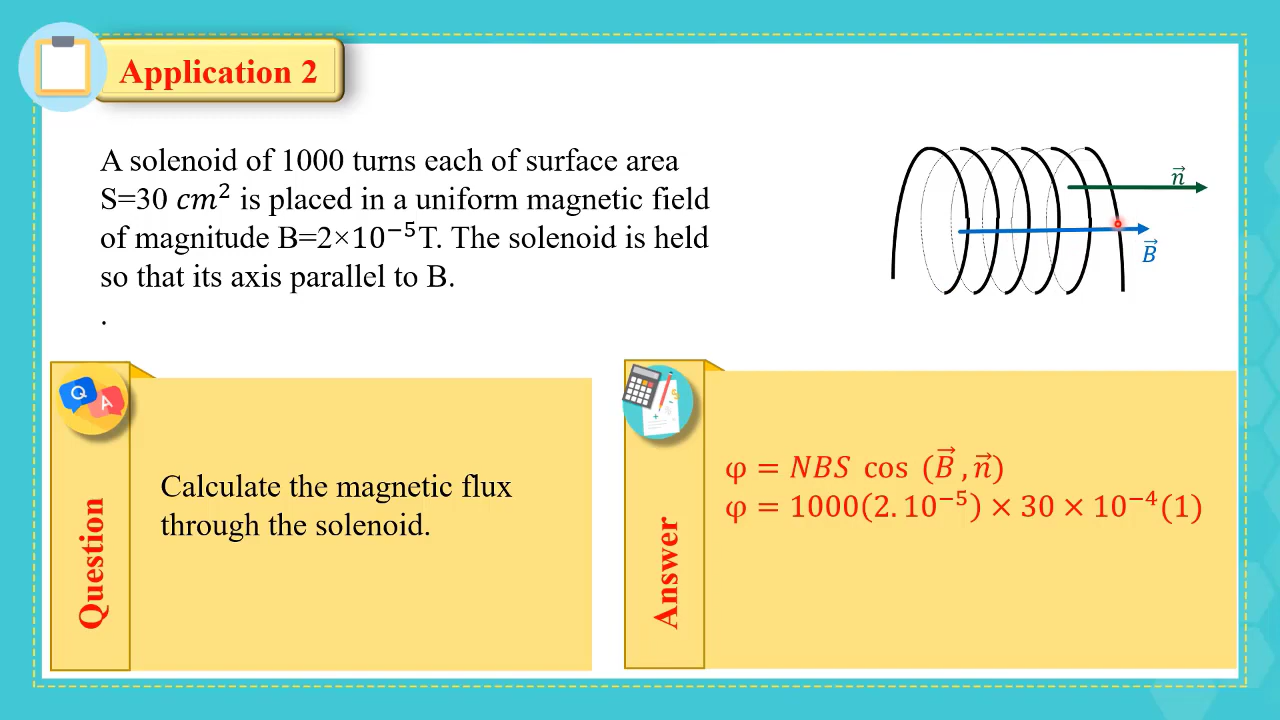 Application 2
A solenoid of 1000 turns each of surface area
S=30 𝑐𝑚² is placed in a uniform magnetic field
of magnitude B=2×10⁻⁵T. The solenoid is held
so that its axis parallel to B.
.
n⃗
B⃗
Q
A
Question
Calculate the magnetic flux
through the solenoid.
Answer
φ = NBS cos (B⃗ , n⃗)
φ = 1000(2. 10⁻⁵) × 30 × 10⁻⁴(1)